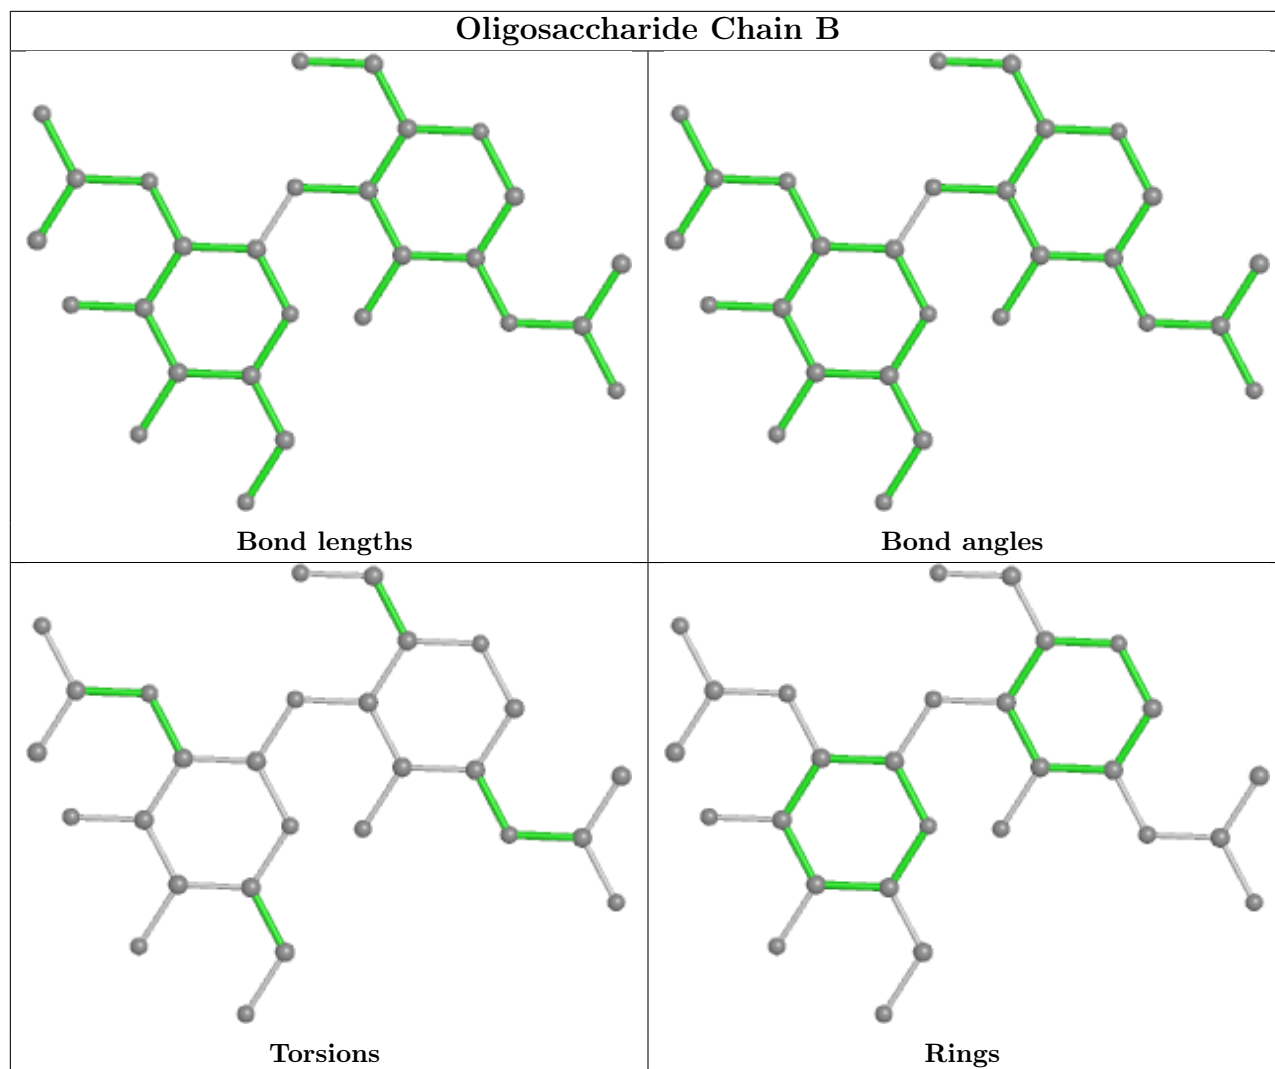 Oligosaccharide Chain B
Bond lengths
Bond angles
Torsions
Rings